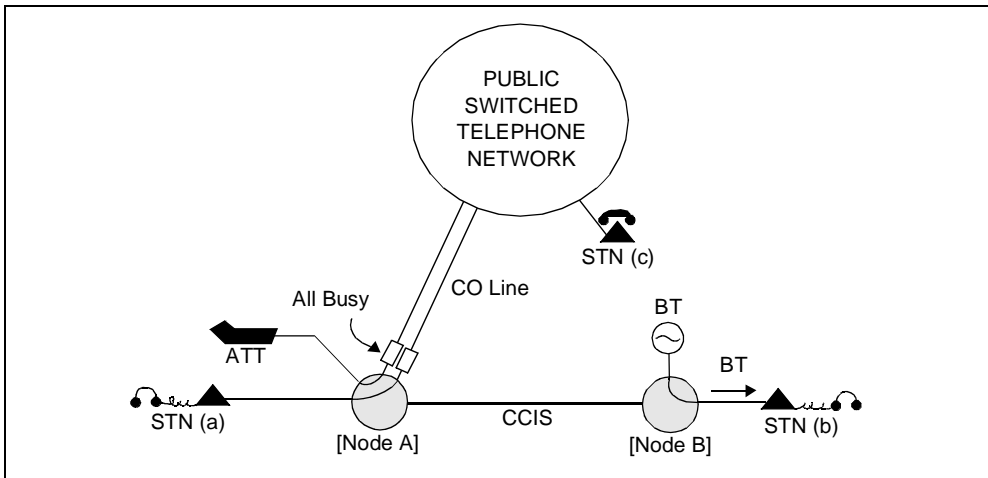 PUBLIC
SWITCHED
TELEPHONE
NETWORK
STN (c)
CO Line
All Busy
BT
ATT
BT
STN (a)
CCIS
STN (b)
[Node A]
[Node B]